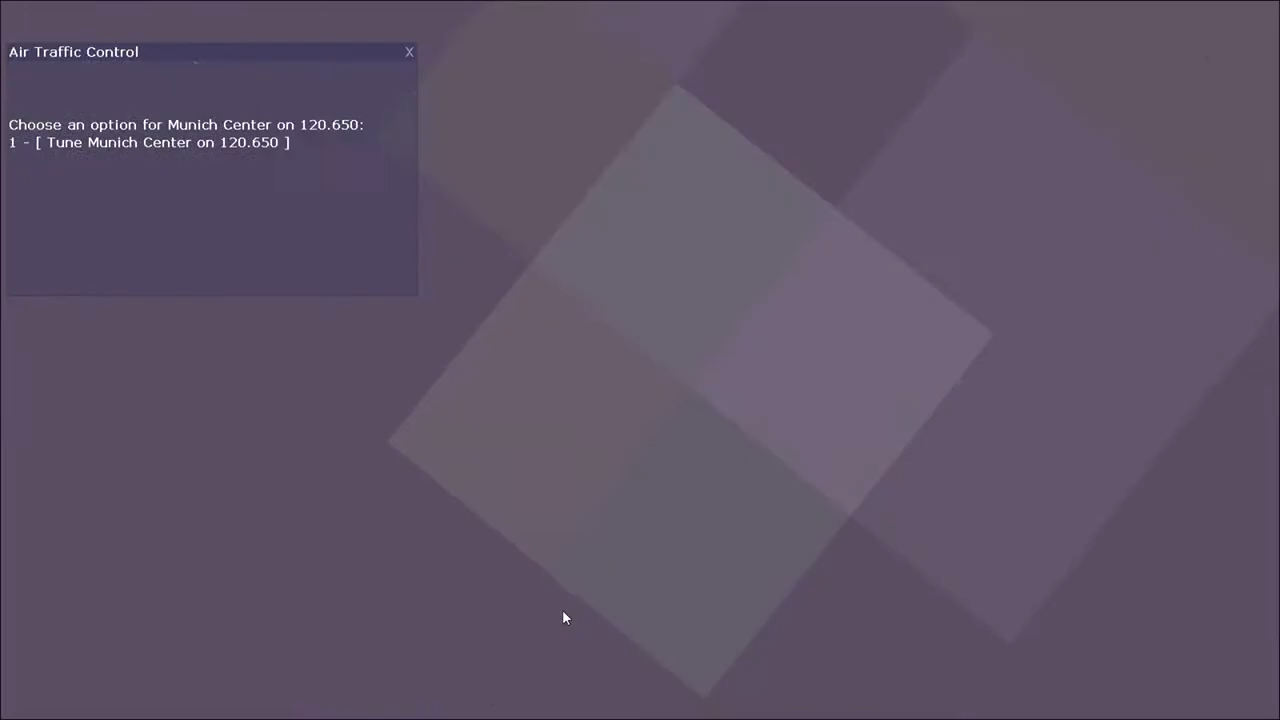 Air Traffic Control X
Choose an option for Munich Center on 120.650:
1 - [ Tune Munich Center on 120.650 ]